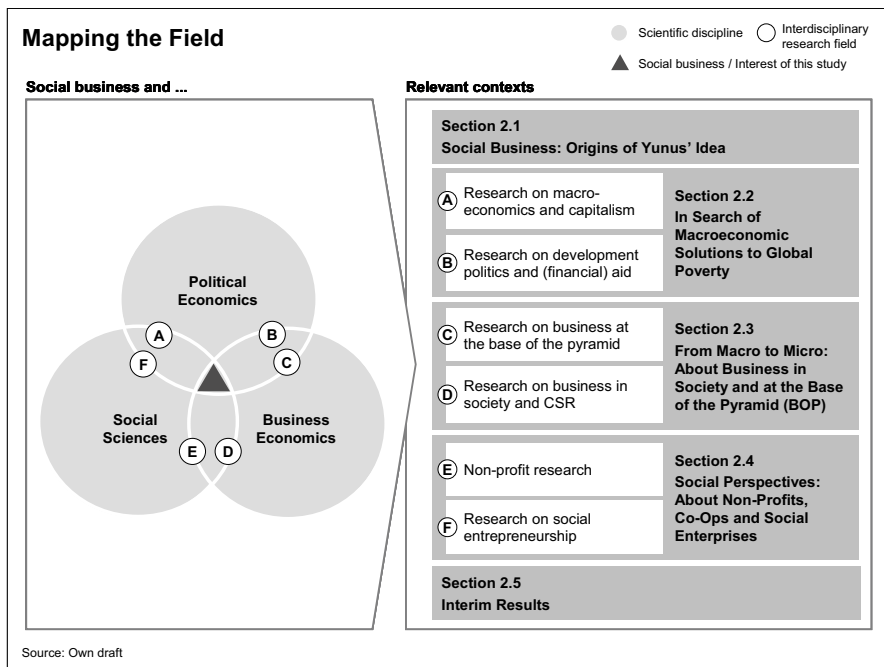 Mapping the Field
Scientific discipline
Interdisciplinary
research field
Social business / Interest of this study
Social business and ...
Relevant contexts
Political
Economics
A
B
F
C
Social
Sciences
Business
Economics
E
D
Section 2.1
Social Business: Origins of Yunus' Idea
A
Research on macro-
economics and capitalism
B
Research on development
politics and (financial) aid
Section 2.2
In Search of
Macroeconomic
Solutions to Global
Poverty
C
Research on business at
the base of the pyramid
D
Research on business in
society and CSR
Section 2.3
From Macro to Micro:
About Business in
Society and at the Base
of the Pyramid (BOP)
E
Non-profit research
F
Research on social
entrepreneurship
Section 2.4
Social Perspectives:
About Non-Profits,
Co-Ops and Social
Enterprises
Section 2.5
Interim Results
Source: Own draft